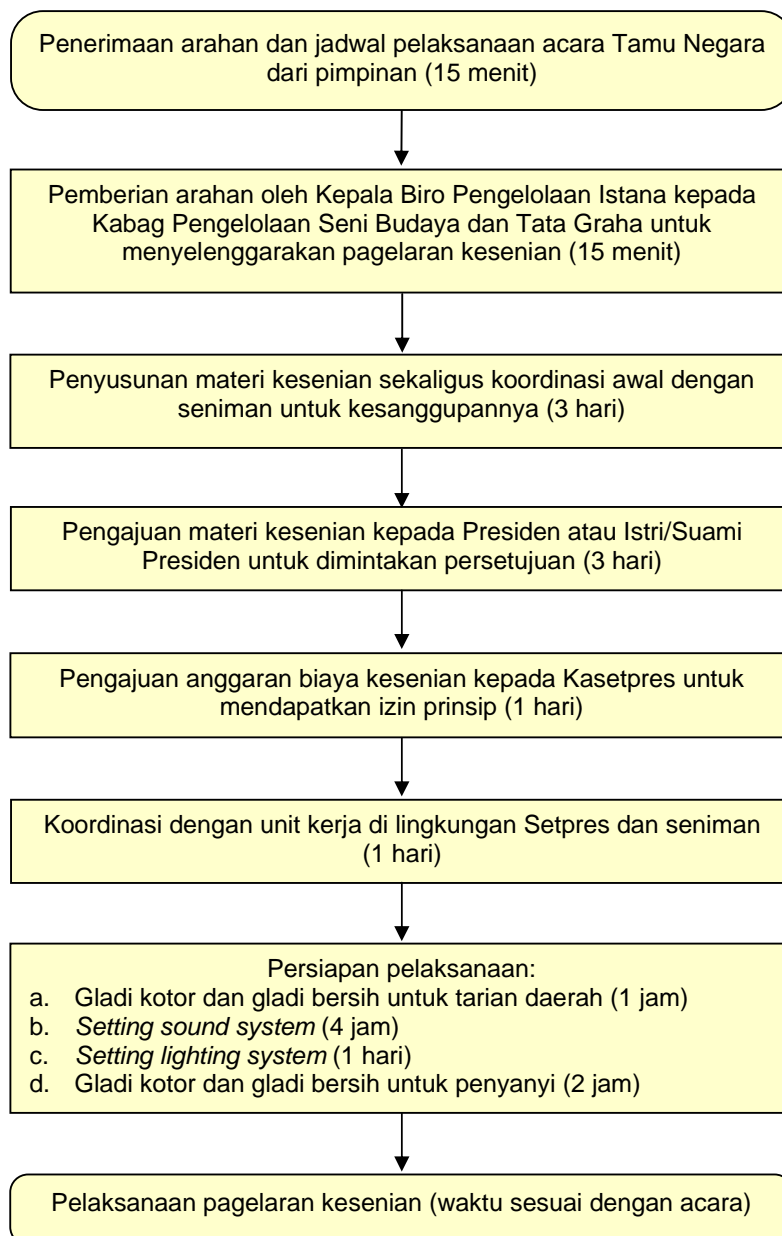 Penerimaan arahan dan jadwal pelaksanaan acara Tamu Negara
dari pimpinan (15 menit)
Pemberian arahan oleh Kepala Biro Pengelolaan Istana kepada
Kabag Pengelolaan Seni Budaya dan Tata Graha untuk
menyelenggarakan pagelaran kesenian (15 menit)
Penyusunan materi kesenian sekaligus koordinasi awal dengan
seniman untuk kesanggupannya (3 hari)
Pengajuan materi kesenian kepada Presiden atau Istri/Suami
Presiden untuk dimintakan persetujuan (3 hari)
Pengajuan anggaran biaya kesenian kepada Kasetpres untuk
mendapatkan izin prinsip (1 hari)
Koordinasi dengan unit kerja di lingkungan Setpres dan seniman
(1 hari)
Persiapan pelaksanaan:
a. Gladi kotor dan gladi bersih untuk tarian daerah (1 jam)
b. Setting sound system (4 jam)
c. Setting lighting system (1 hari)
d. Gladi kotor dan gladi bersih untuk penyanyi (2 jam)
Pelaksanaan pagelaran kesenian (waktu sesuai dengan acara)